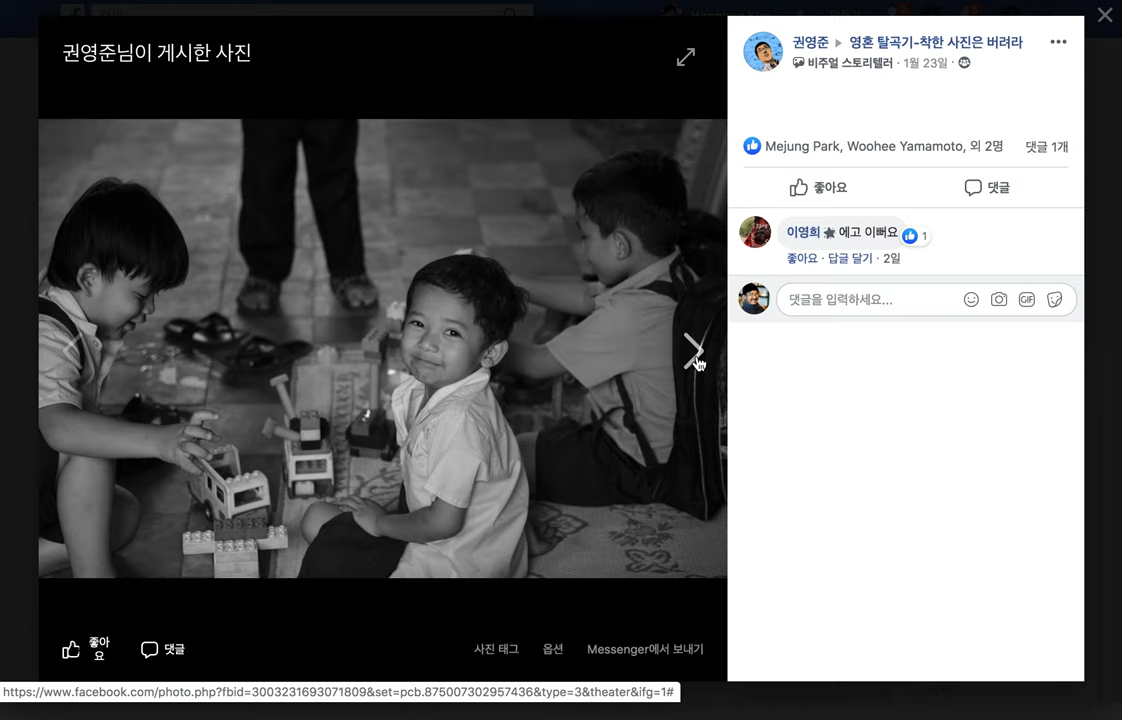 권영준님이 게시한 사진
권영준 ▶ 영혼 탈곡기-착한 사진은 버려라
비주얼 스토리텔러 · 1월 23일 ·
Mejung Park, Woohee Yamamoto, 외 2명 댓글 1개
좋아요 댓글
이영희 에고 이뻐요 1
좋아요 · 답글 달기 · 2일
댓글을 입력하세요...
GIF
좋아
요
댓글
사진 태그 옵션 Messenger에서 보내기
https://www.facebook.com/photo.php?fbid=3003231693071809&set=pcb.875007302957436&type=3&theater&ifg=1#